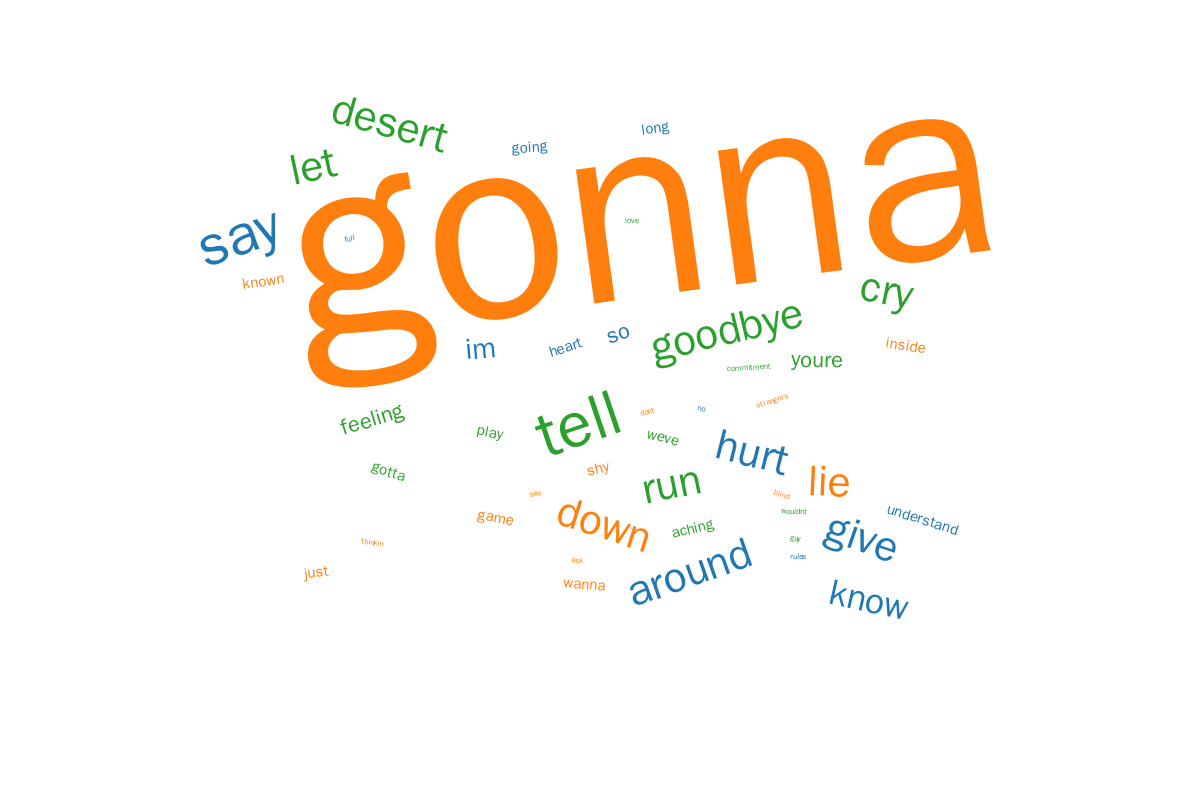 desert
long
going
let
gonna
love
say
full
known
cry
goodbye
so
im
heart
inside
youre
commitment
strangers
dont
no
feeling
tell
play
weve
hurt
shy
gotta
run
lie
see
blind
wouldnt
understand
game
down
aching
give
guy
thinkin
rules
ask
around
just
wanna
know